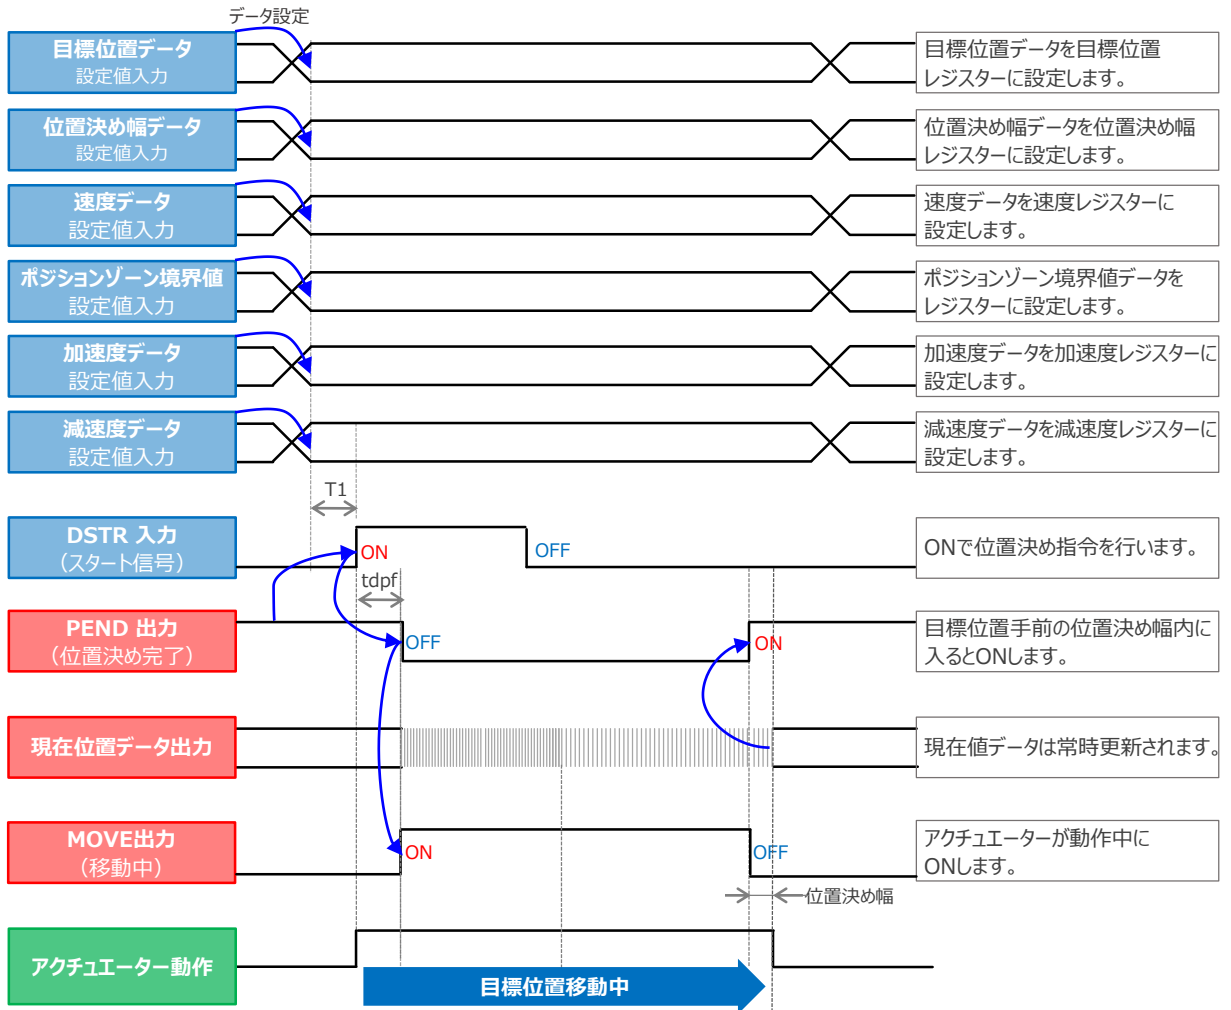 データ設定
目標位置データ
設定値入力
目標位置データを目標位置
レジスターに設定します。
位置決め幅データ
設定値入力
位置決め幅データを位置決め幅
レジスターに設定します。
速度データ
設定値入力
速度データを速度レジスターに
設定します。
ポジションゾーン境界値
設定値入力
ポジションゾーン境界値データを
レジスターに設定します。
加速度データ
設定値入力
加速度データを加速度レジスターに
設定します。
減速度データ
設定値入力
減速度データを減速度レジスターに
設定します。
T1
DSTR 入力
(スタート信号)
ON
OFF
ONで位置決め指令を行います。
tdpf
PEND 出力
(位置決め完了)
OFF
ON
目標位置手前の位置決め幅内に
入るとONします。
現在位置データ出力
現在値データは常時更新されます。
MOVE出力
(移動中)
ON
OFF
アクチュエーターが動作中に
ONします。
位置決め幅
アクチュエーター動作
目標位置移動中